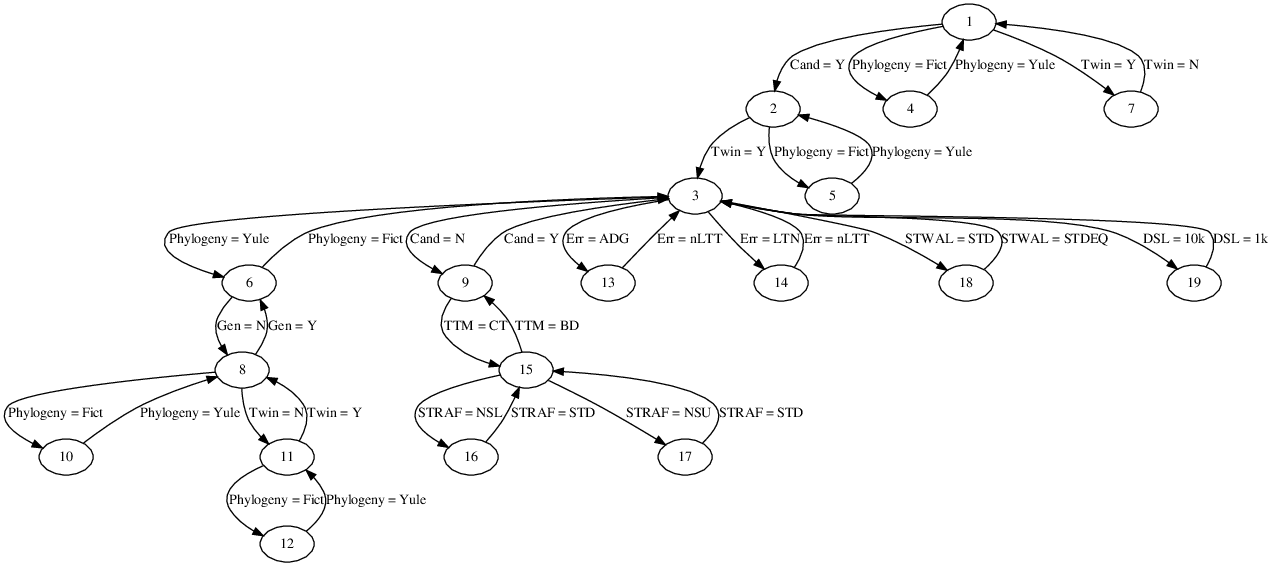 1
Cand = Y Phylogeny = Fict Phylogeny = Yule Twin = Y Twin = N
2 4 7
Twin = Y Phylogeny = Fict Phylogeny = Yule
3 5
Phylogeny = Yule Phylogeny = Fict Cand = N Cand = Y Err = ADG Err = nLTT Err = LTN Err = nLTT STWAL = STD STWAL = STDEQ DSL = 10k DSL = 1k
6 9 13 14 18 19
Gen = N Gen = Y TTM = CT TTM = BD
8 15
Phylogeny = Fict Phylogeny = Yule Twin = N Twin = Y STRAF = NSL STRAF = STD STRAF = NSU STRAF = STD
10 11 16 17
Phylogeny = Fict Phylogeny = Yule
12